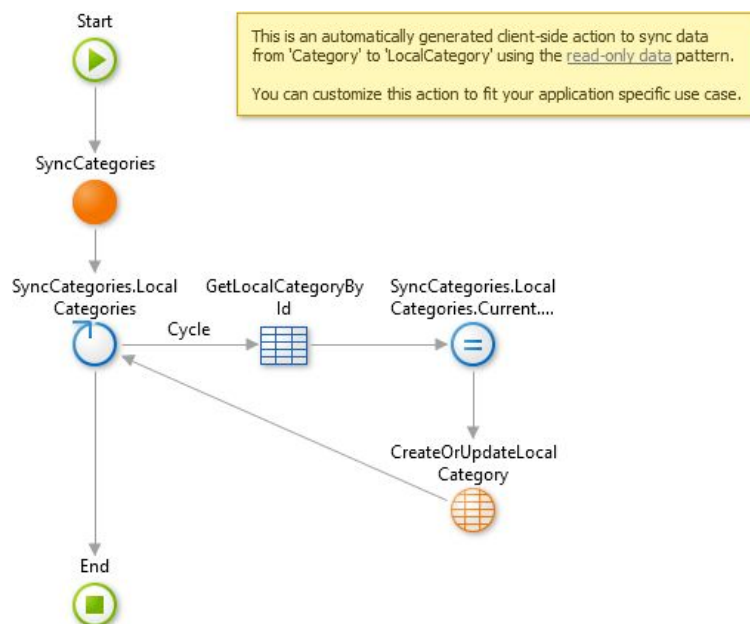 Start
This is an automatically generated client-side action to sync data
from 'Category' to 'LocalCategory' using the read-only data pattern.
You can customize this action to fit your application specific use case.
SyncCategories
SyncCategories.Local
Categories
GetLocalCategoryBy
Id
SyncCategories.Local
Categories.Current....
Cycle
CreateOrUpdateLocal
Category
End